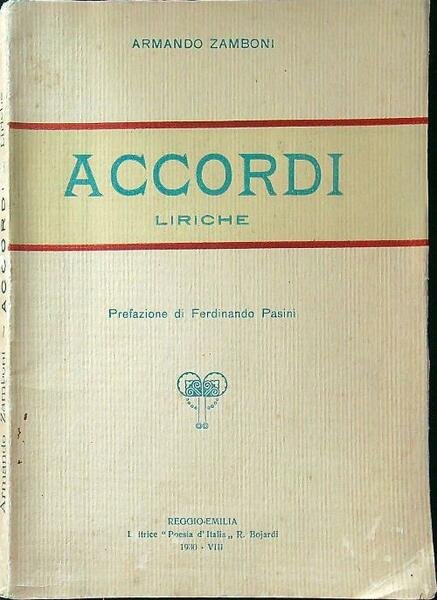 ARMANDO ZAMBONI
ACCORDI
LIRICHE
Prefazione di Ferdinando Pasini
REGGIO-EMILIA
"Poesia d'Italia„ R. Bojardi
1930 - VIII
Armando Zamboni - ACCORDI - Liriche